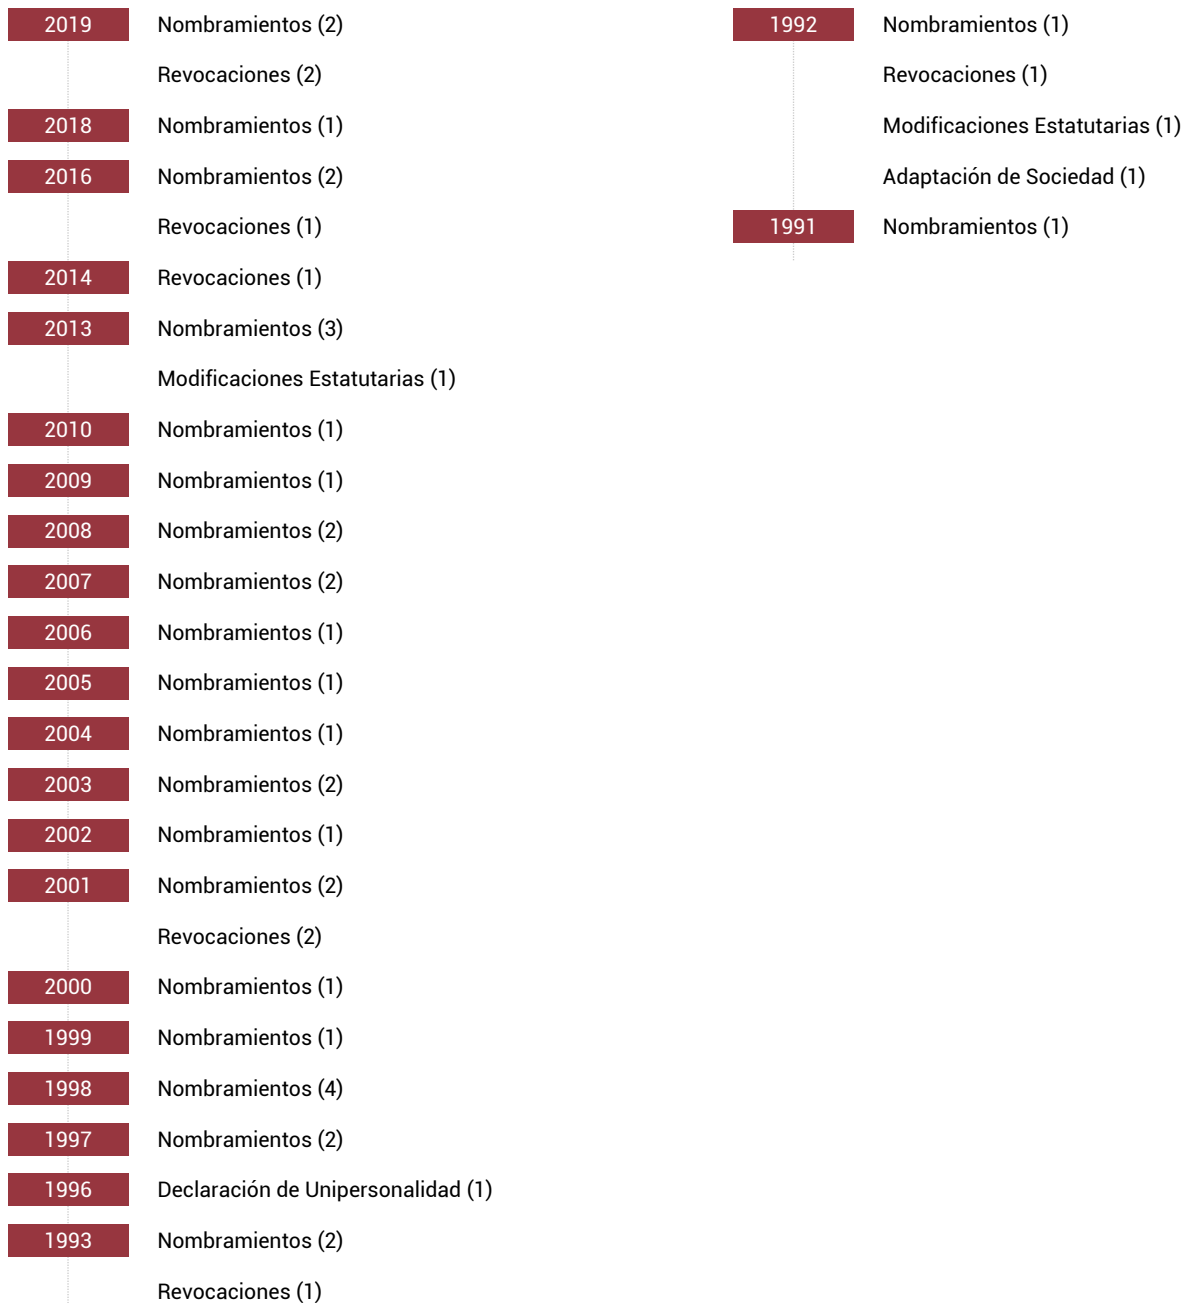 2019 Nombramientos (2)
Revocaciones (2)
2018 Nombramientos (1)
2016 Nombramientos (2)
Revocaciones (1)
2014 Revocaciones (1)
2013 Nombramientos (3)
Modificaciones Estatutarias (1)
2010 Nombramientos (1)
2009 Nombramientos (1)
2008 Nombramientos (2)
2007 Nombramientos (2)
2006 Nombramientos (1)
2005 Nombramientos (1)
2004 Nombramientos (1)
2003 Nombramientos (2)
2002 Nombramientos (1)
2001 Nombramientos (2)
Revocaciones (2)
2000 Nombramientos (1)
1999 Nombramientos (1)
1998 Nombramientos (4)
1997 Nombramientos (2)
1996 Declaración de Unipersonalidad (1)
1993 Nombramientos (2)
Revocaciones (1)
1992 Nombramientos (1)
Revocaciones (1)
Modificaciones Estatutarias (1)
Adaptación de Sociedad (1)
1991 Nombramientos (1)